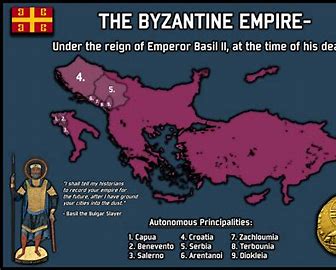 THE BYZANTINE EMPIRE-
Under the reign of Emperor Basil II, at the time of his dea
4.
5.
"I shall tell my historians
to record your empire for
the future, after I have ground
your cities into the dust."
- Basil the Bulgar Slayer
Autonomous Principalities:
1. Capua 4. Croatia 7. Zachloumia
2. Benevento 5. Serbia 8. Terbounia
3. Salerno 6. Arentanoi 9. Diokleia